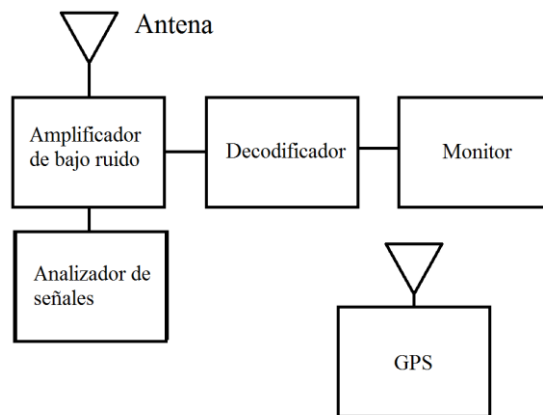 Antena
Amplificador
de bajo ruido
Decodificador
Monitor
Analizador de
señales
GPS